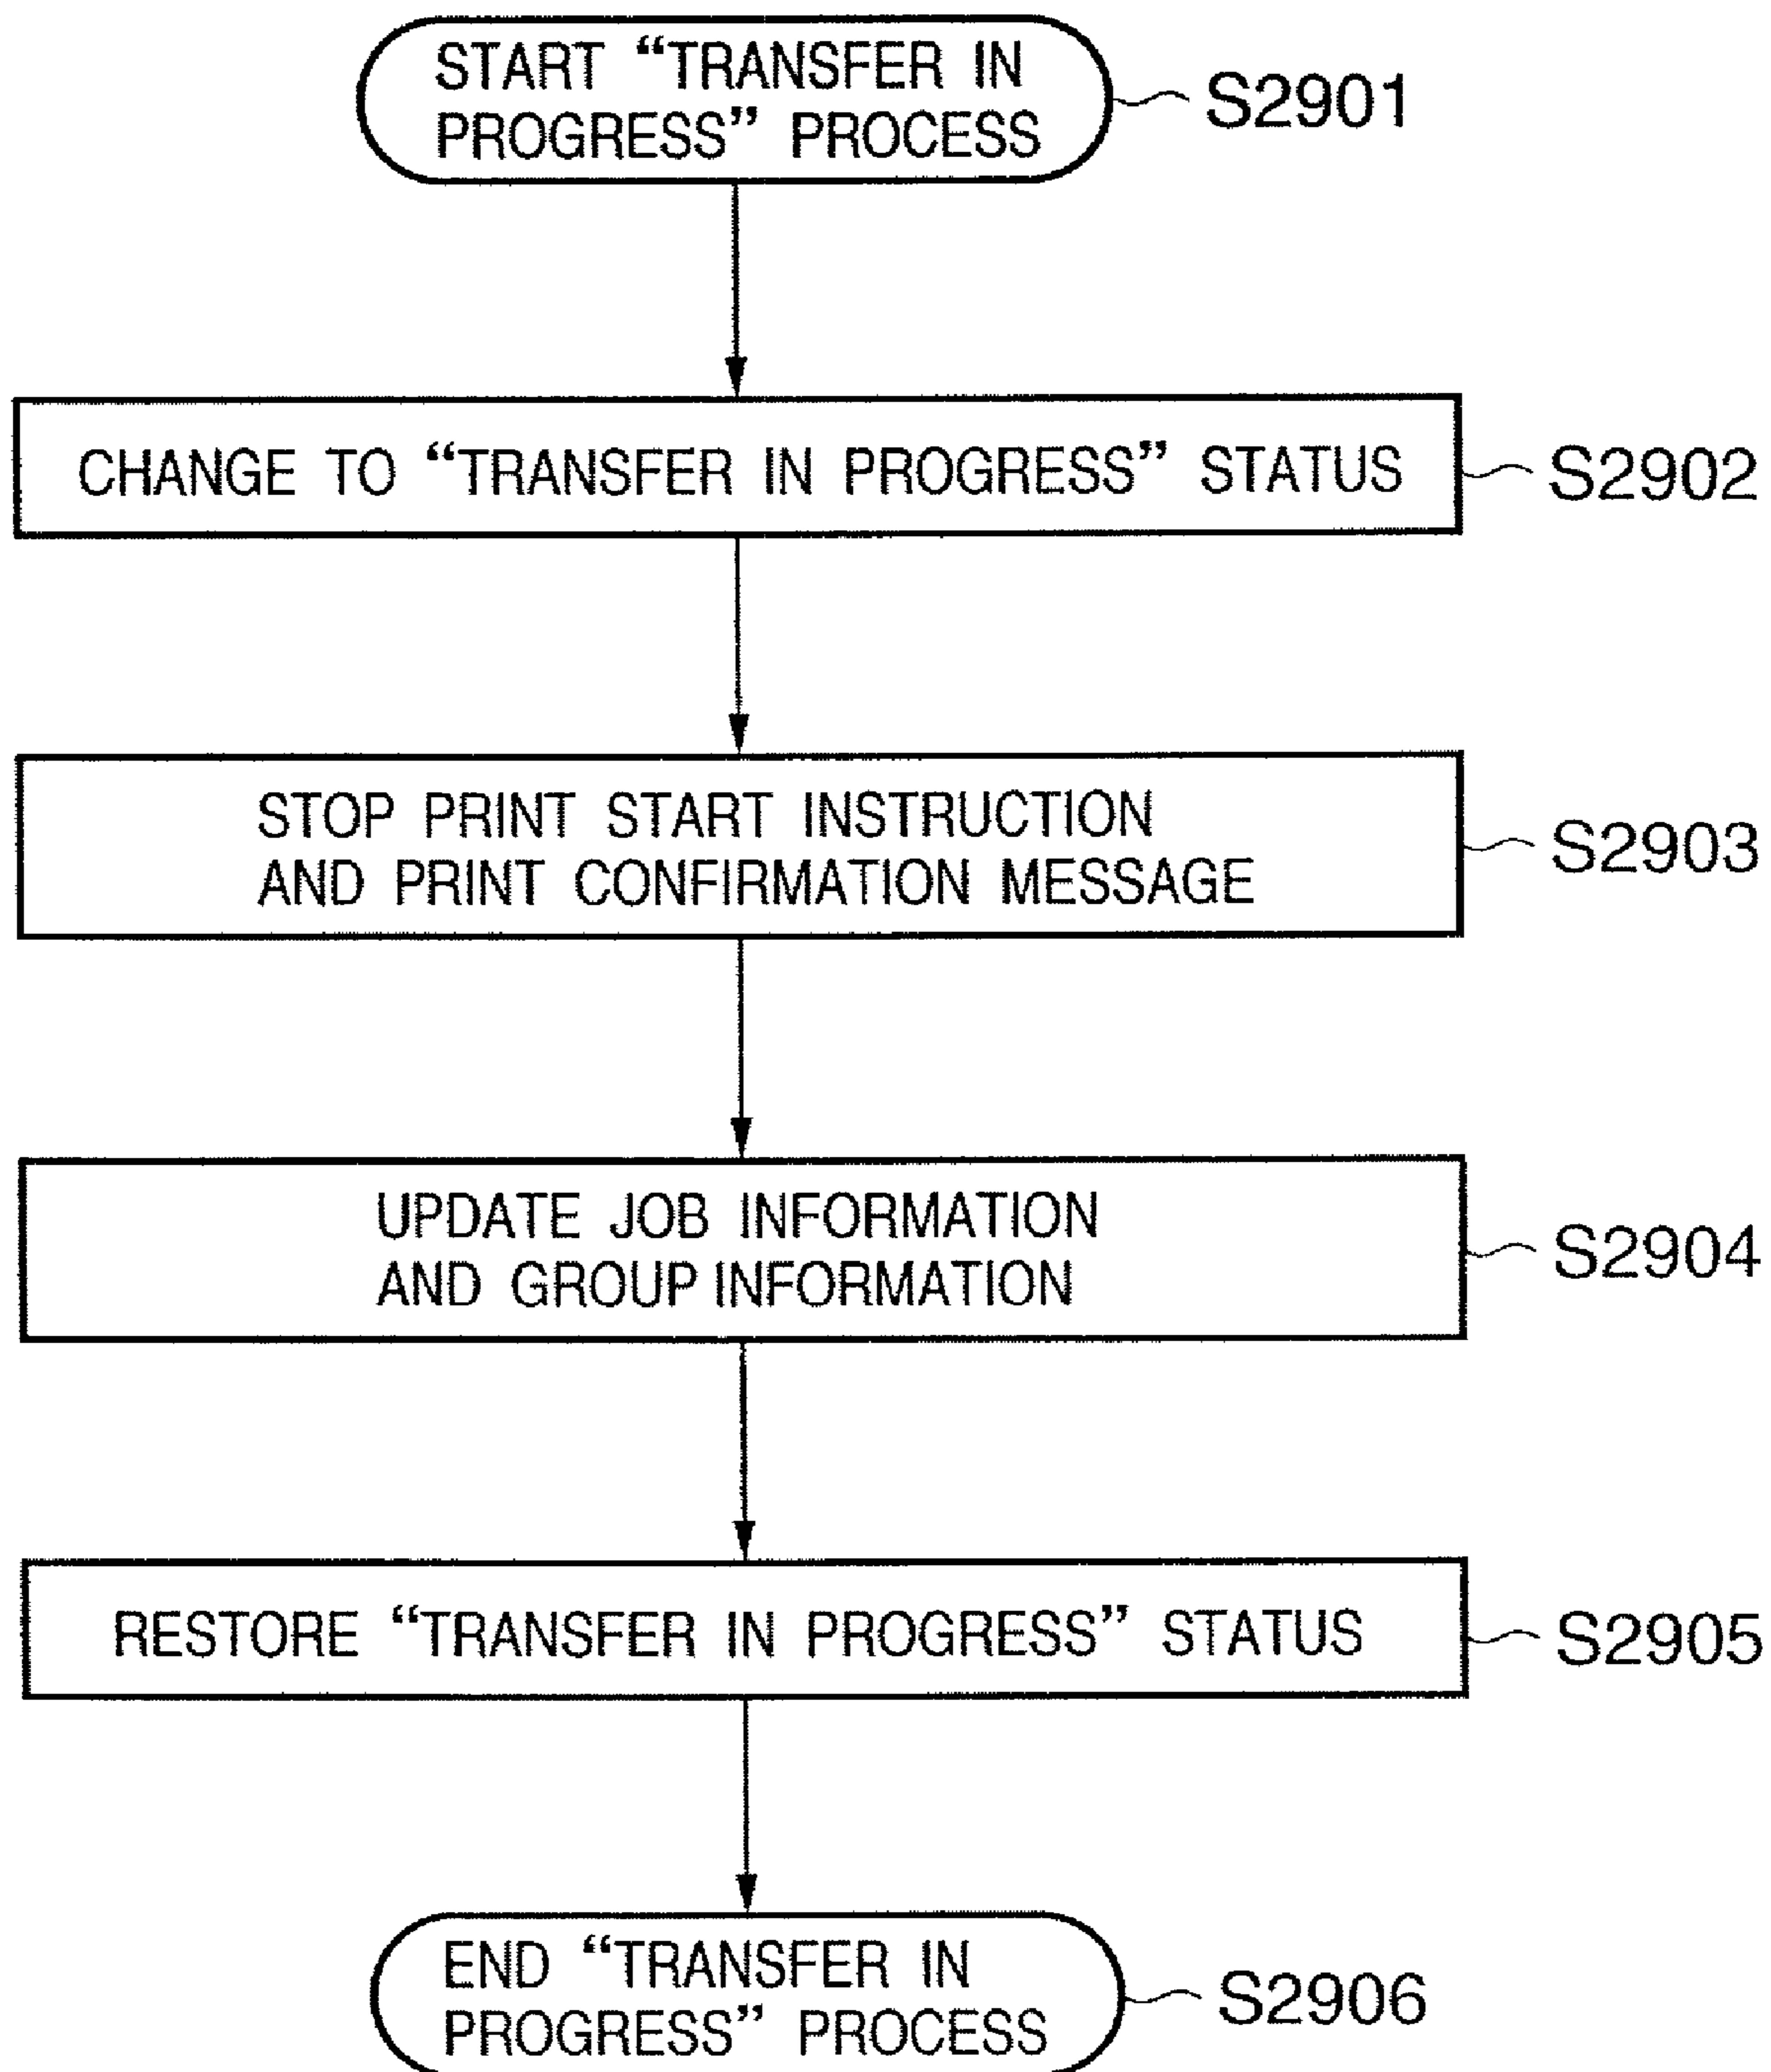 START “TRANSFER IN
PROGRESS” PROCESS
S2901
CHANGE TO “TRANSFER IN PROGRESS” STATUS
S2902
STOP PRINT START INSTRUCTION
AND PRINT CONFIRMATION MESSAGE
S2903
UPDATE JOB INFORMATION
AND GROUP INFORMATION
S2904
RESTORE “TRANSFER IN PROGRESS” STATUS
S2905
END “TRANSFER IN
PROGRESS” PROCESS
S2906